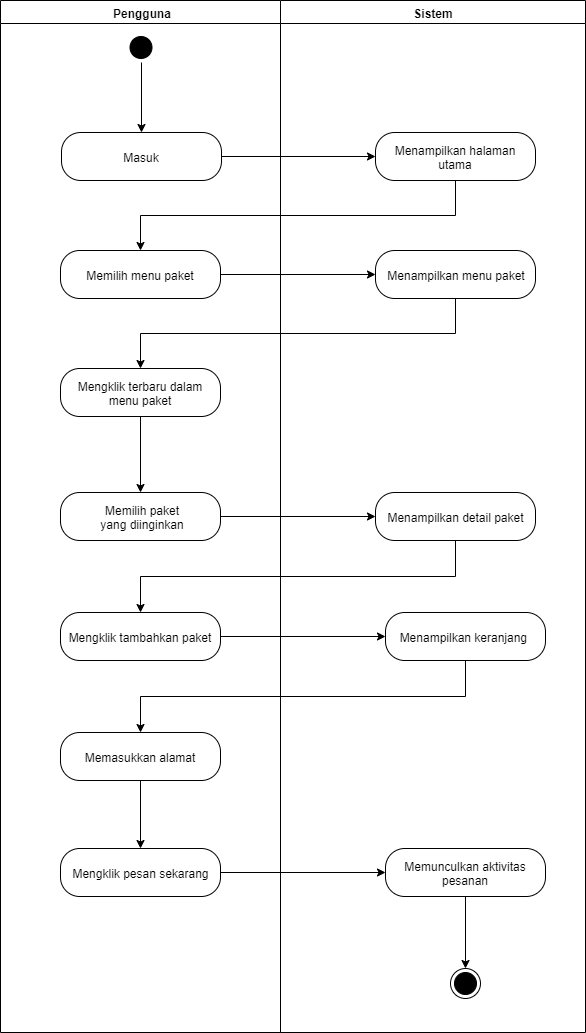 Pengguna
Sistem
Masuk
Menampilkan halaman
utama
Memilih menu paket
Menampilkan menu paket
Mengklik terbaru dalam
menu paket
Memilih paket
yang diinginkan
Menampilkan detail paket
Mengklik tambahkan paket
Menampilkan keranjang
Memasukkan alamat
Mengklik pesan sekarang
Memunculkan aktivitas
pesanan